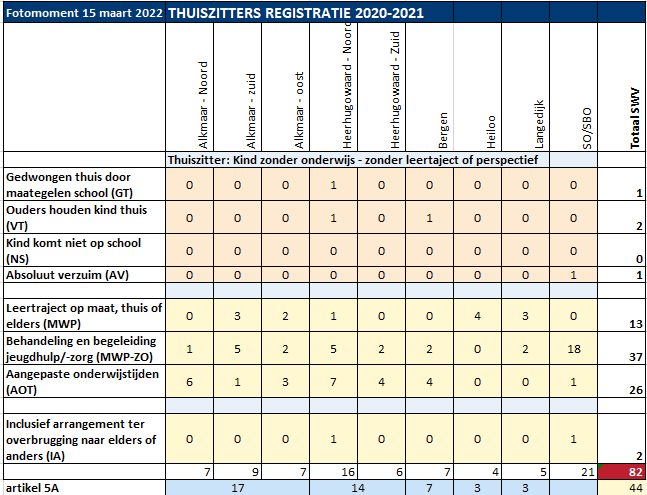 Fotomoment 15 maart 2022 THUISZITTERS REGISTRATIE 2020-2021
Alkmaar - Noord
Alkmaar - zuid
Alkmaar - oost
Heerhugowaard - Noord
Heerhugowaard - Zuid
Bergen
Heiloo
Langedijk
SO/SBO
Totaal SWV
Thuiszitter: Kind zonder onderwijs - zonder leertaject of perspectief
Gedwongen thuis door
maategelen school (GT) 0 0 0 1 0 0 0 0 0 1
Ouders houden kind thuis
(VT) 0 0 0 1 0 1 0 0 0 2
Kind komt niet op school
(NS) 0 0 0 0 0 0 0 0 0 0
Absoluut verzuim (AV) 0 0 0 0 0 0 0 0 1 1
Leertraject op maat, thuis of
elders (MWP) 0 3 2 1 0 0 4 3 0 13
Behandeling en begeleiding
jeugdhulp/-zorg (MWP-ZO) 1 5 2 5 2 2 0 2 18 37
Aangepaste onderwijstijden
(AOT) 6 1 3 7 4 4 0 0 1 26
Inclusief arrangement ter
overbrugging naar elders of
anders (IA) 0 0 0 1 0 0 0 0 1 2
7 9 7 16 6 7 4 5 21 82
artikel 5A 17 14 7 3 3 44